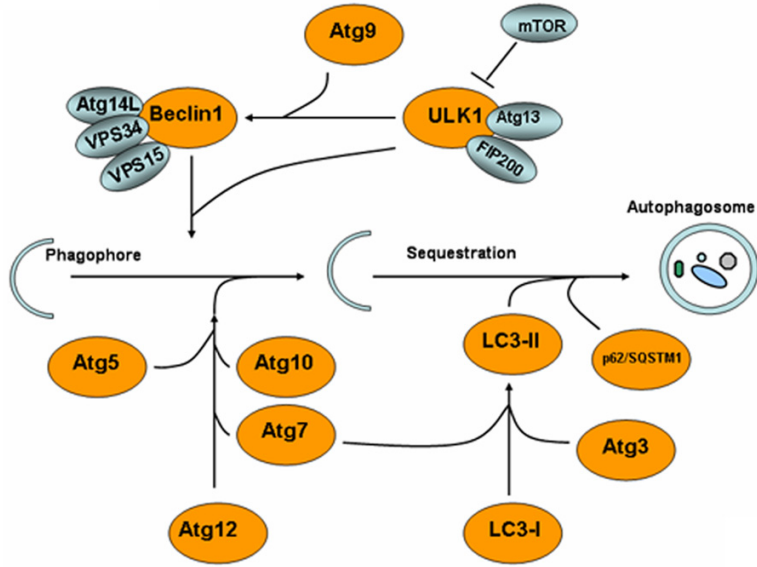 Atg9
mTOR
Atg14L
Beclin1
ULK1
Atg13
VPS34
FIP200
VPS15
Autophagosome
Phagophore
Sequestration
Atg5
Atg10
LC3-II
p62/SQSTM1
Atg7
Atg3
Atg12
LC3-I